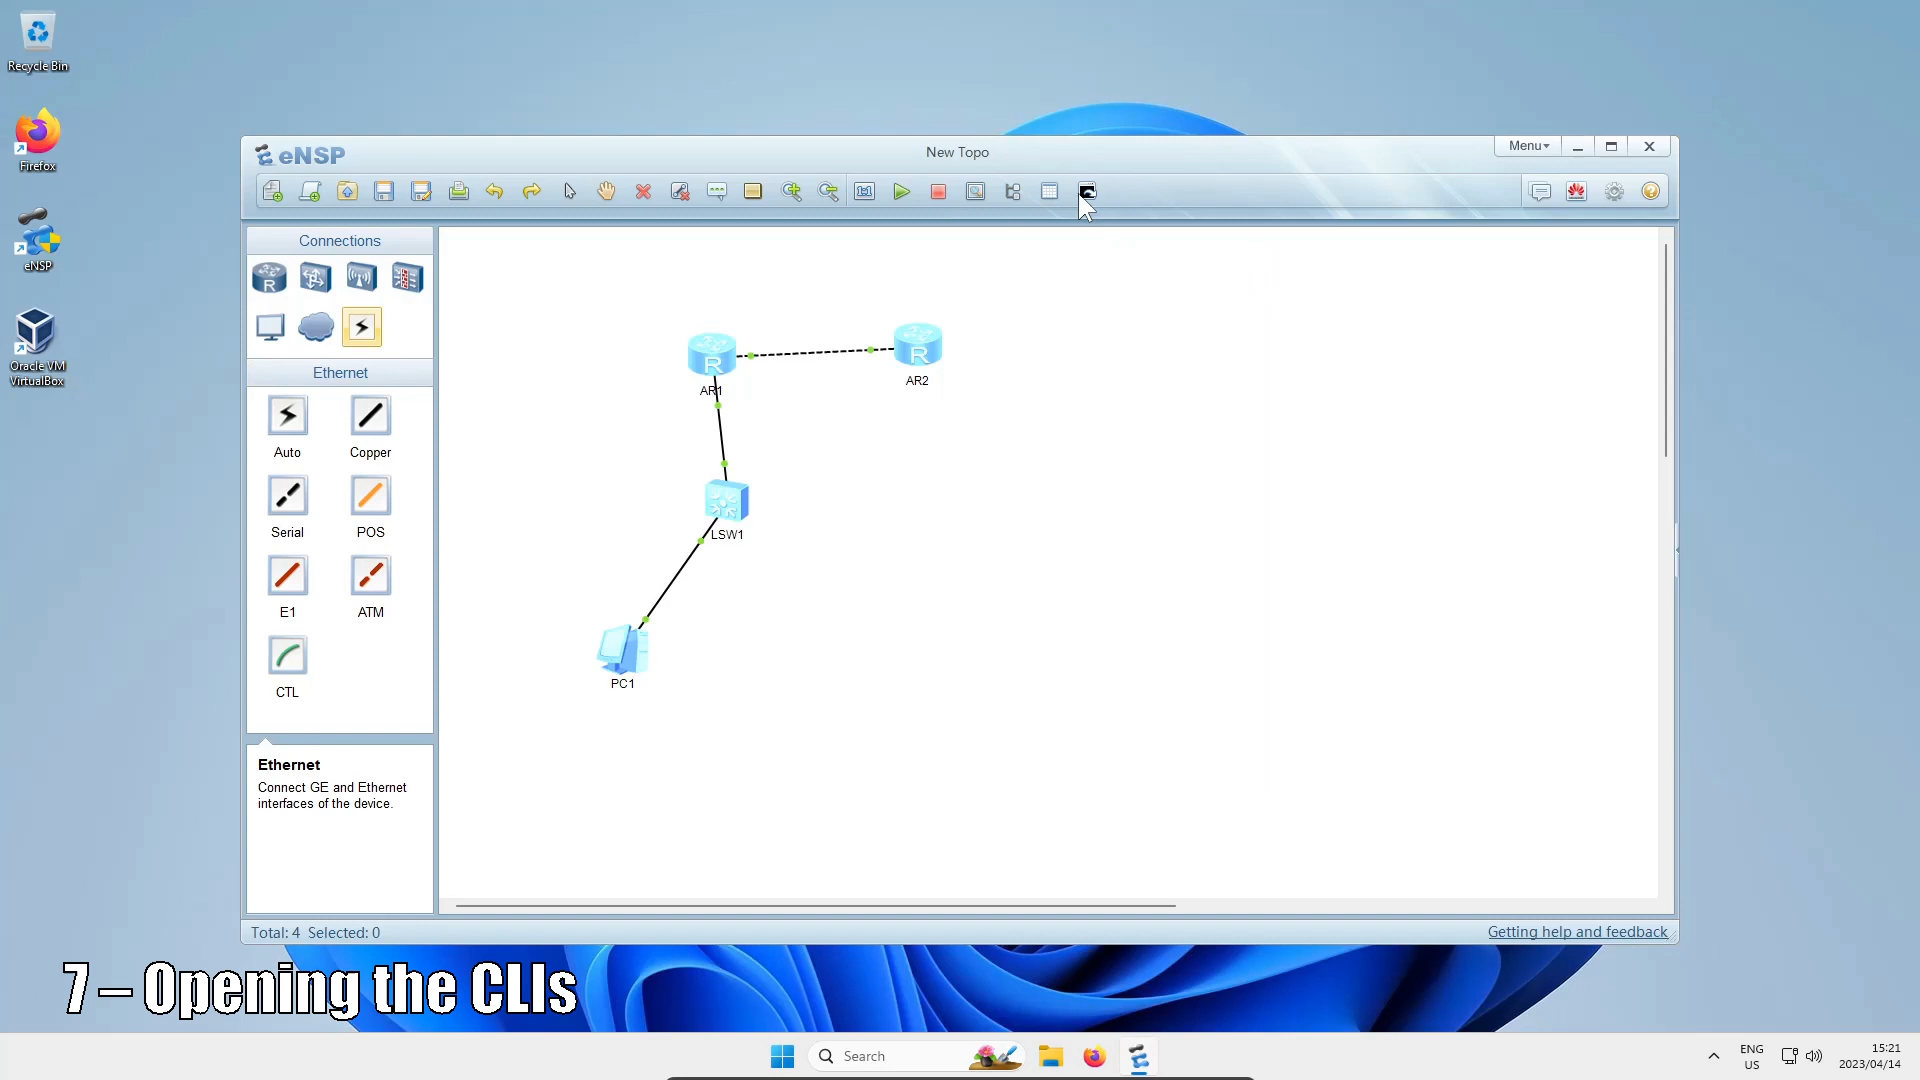 Recycle Bin
Firefox
eNSP
Oracle VM
VirtualBox
eNSP
New Topo
Menu
1:1
Connections
R
Ethernet
Auto
Copper
Serial
POS
E1
ATM
CTL
Ethernet
Connect GE and Ethernet
interfaces of the device.
R
AR1
R
AR2
LSW1
PC1
Total: 4 Selected: 0
Getting help and feedback
7 – Opening the CLIs
Search
ENG
US
15:21
2023/04/14